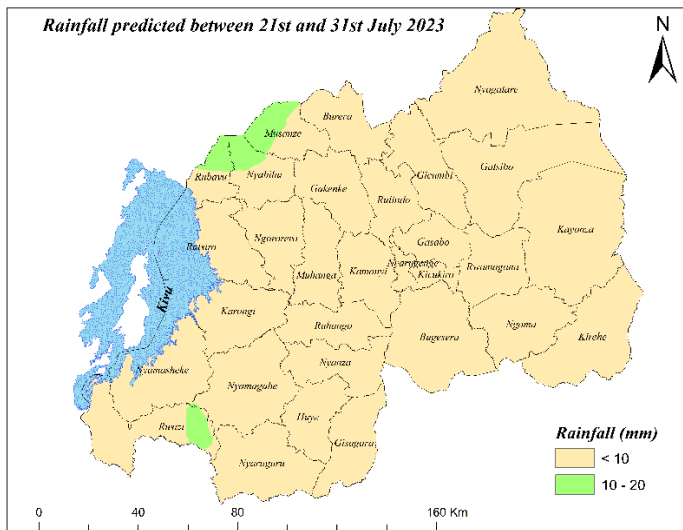 Rainfall predicted between 21st and 31st July 2023
N
Nyagatare
Burera
Musanze
Rubavu
Nyabihu
Gakenke
Gicumbi
Gatsibo
Rulindo
Kayonza
Rutsiro
Ngororero
Gasabo
Nyarugenge
Kicukiro
Rwamagana
Muhanga
Kamonyi
Kivu
Karongi
Ruhango
Bugesera
Ngoma
Kirehe
Nyamasheke
Nyanza
Nyamagabe
Rusizi
Huye
Gisagara
Nyaruguru
Rainfall (mm)
< 10
10 - 20
0 40 80 160 Km